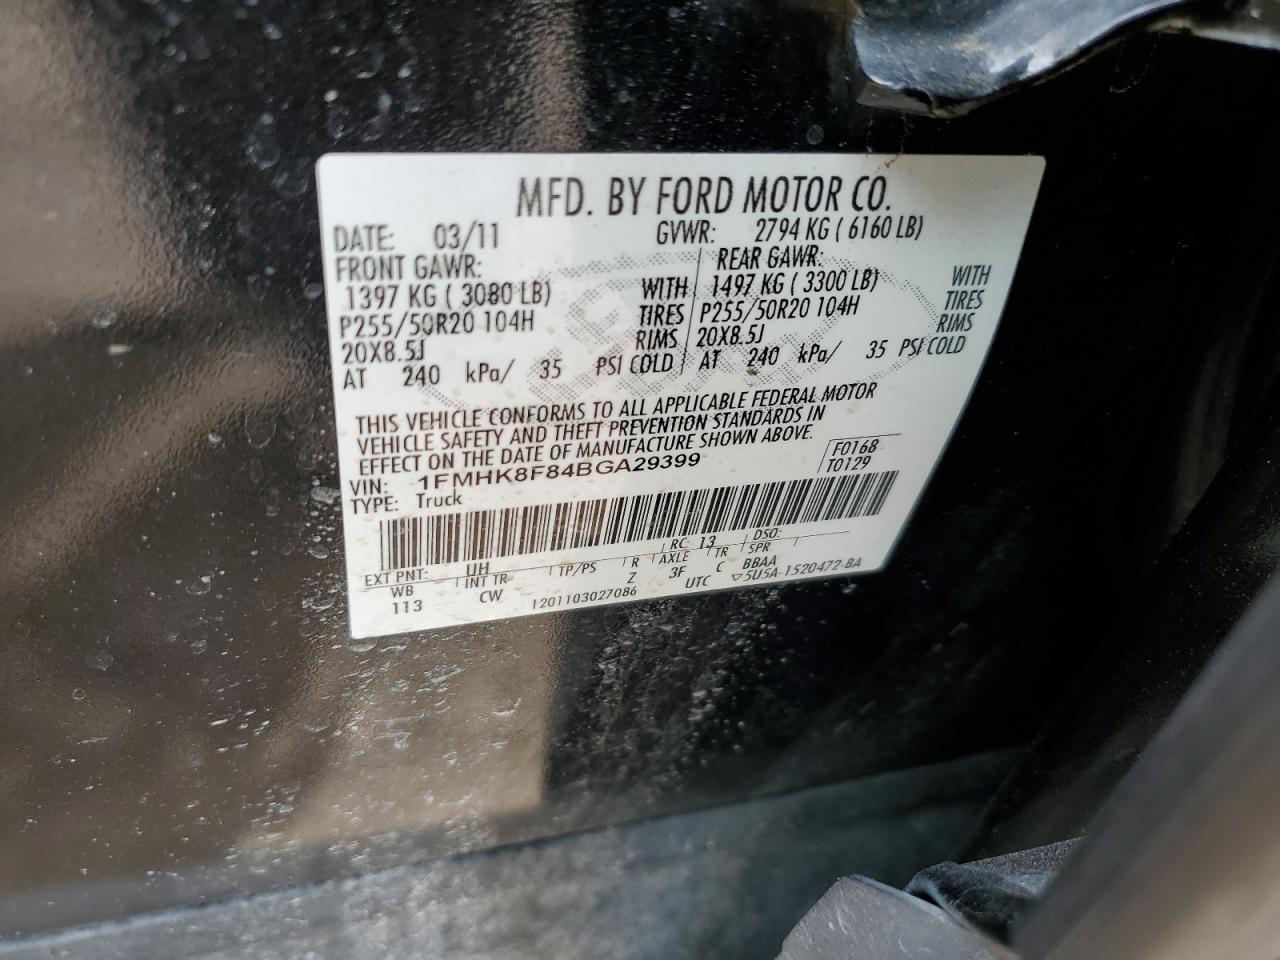 MFD. BY FORD MOTOR CO.
DATE: 03/11 GVWR: 2794 KG ( 6160 LB)
FRONT GAWR: REAR GAWR:
1397 KG ( 3080 LB) WITH 1497 KG ( 3300 LB) WITH
P255/50R20 104H TIRES P255/50R20 104H TIRES
20X8.5J RIMS 20X8.5J RIMS
AT 240 kPa/ 35 PSI COLD AT 240 kPa/ 35 PSI COLD
THIS VEHICLE CONFORMS TO ALL APPLICABLE FEDERAL MOTOR
VEHICLE SAFETY AND THEFT PREVENTION STANDARDS IN
EFFECT ON THE DATE OF MANUFACTURE SHOWN ABOVE.
VIN: 1FMHK8F84BGA29399 F0168
TYPE: Truck T0129
EXT PNT: UH RC: 13 DSO:
WB INT TR TP/PS R AXLE TR SPR
113 CW Z 3F C BBAA
1201103027086 UTC ▽5U5A-1520472-BA